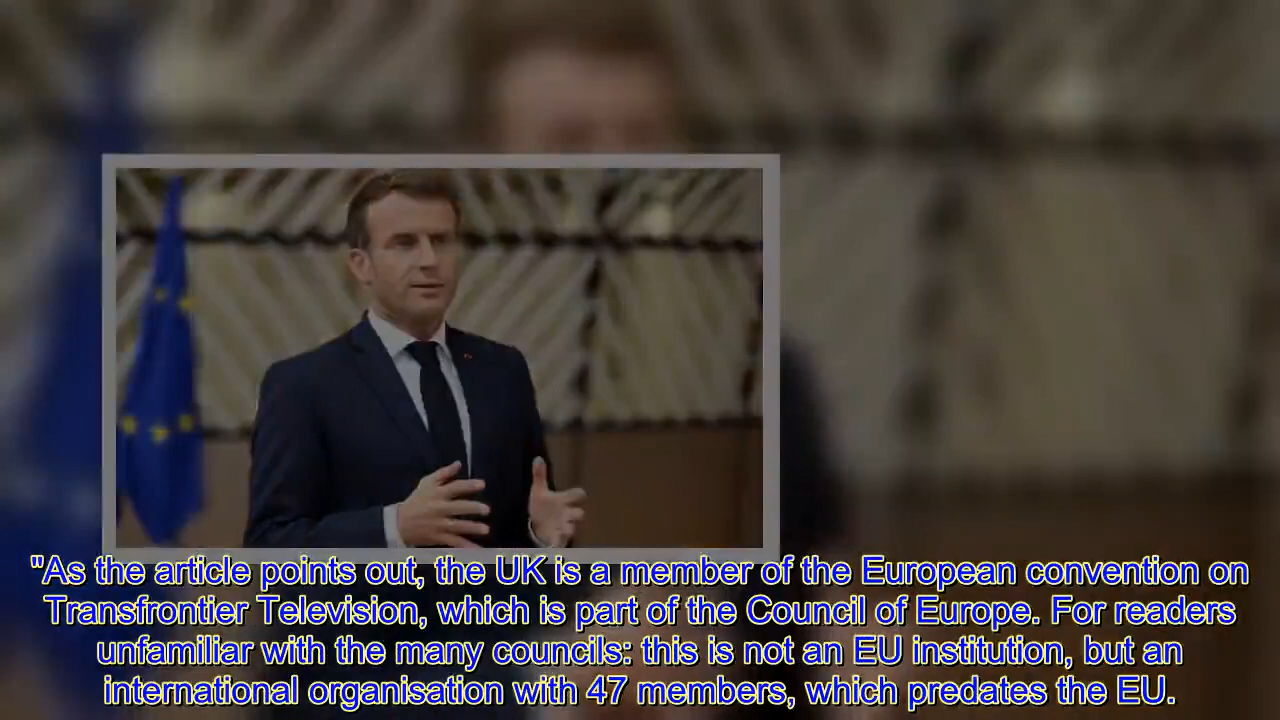 "As the article points out, the UK is a member of the European convention on
Transfrontier Television, which is part of the Council of Europe. For readers
unfamiliar with the many councils: this is not an EU institution, but an
international organisation with 47 members, which predates the EU.